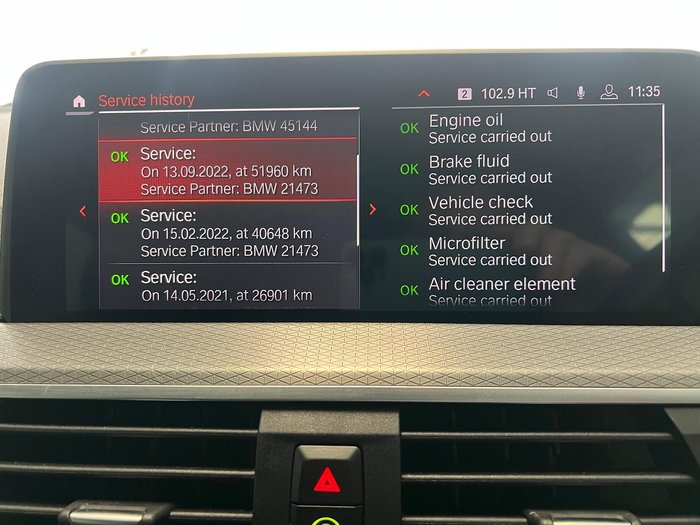 Service history
2 102.9 HT 11:35
Service Partner: BMW 45144
OK Service:
On 13.09.2022, at 51960 km
Service Partner: BMW 21473
OK Service:
On 15.02.2022, at 40648 km
Service Partner: BMW 21473
OK Service:
On 14.05.2021, at 26901 km
OK Engine oil
Service carried out
OK Brake fluid
Service carried out
OK Vehicle check
Service carried out
OK Microfilter
Service carried out
OK Air cleaner element
Service carried out